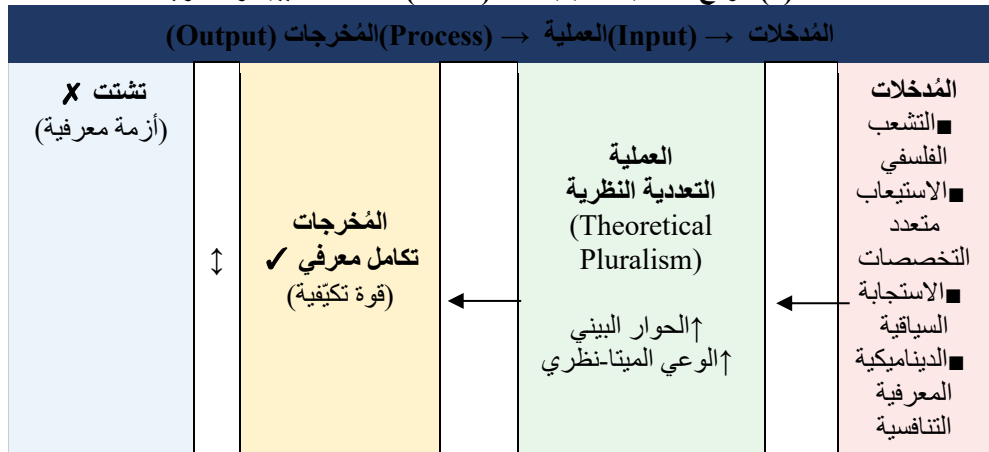 المُدخلات → (Input)العملية → (Process)المُخرجات (Output)
المُدخلات
■التشعب
الفلسفي
■الاستيعاب
متعدد
التخصصات
■الاستجابة
السياقية
■الديناميكية
المعرفية
التنافسية
العملية
التعددية النظرية
(Theoretical
Pluralism)
↑الحوار البيني
↑الوعي الميتا-نظري
المُخرجات
تكامل معرفي ✓
(قوة تكيّفية)
↕
تشتت ✗
(أزمة معرفية)